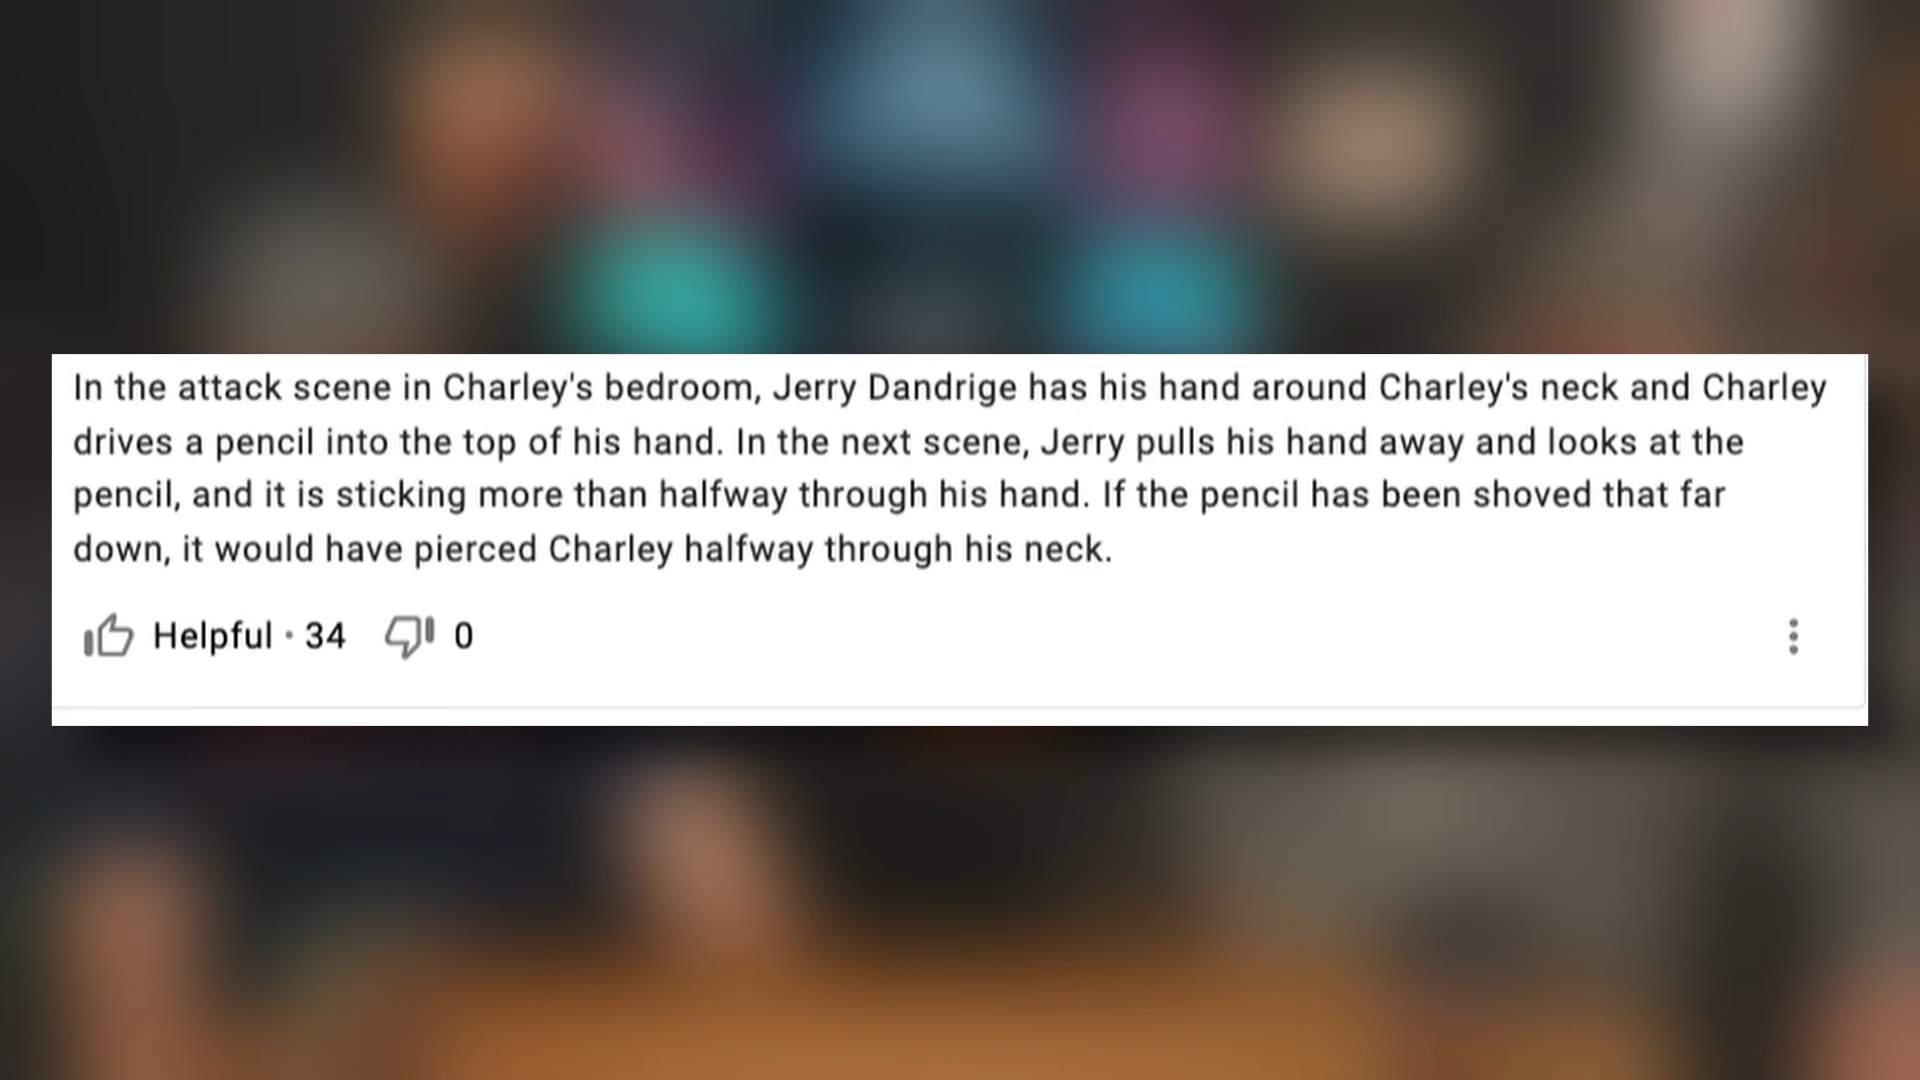 In the attack scene in Charley's bedroom, Jerry Dandrige has his hand around Charley's neck and Charley
drives a pencil into the top of his hand. In the next scene, Jerry pulls his hand away and looks at the
pencil, and it is sticking more than halfway through his hand. If the pencil has been shoved that far
down, it would have pierced Charley halfway through his neck.
Helpful · 34 0